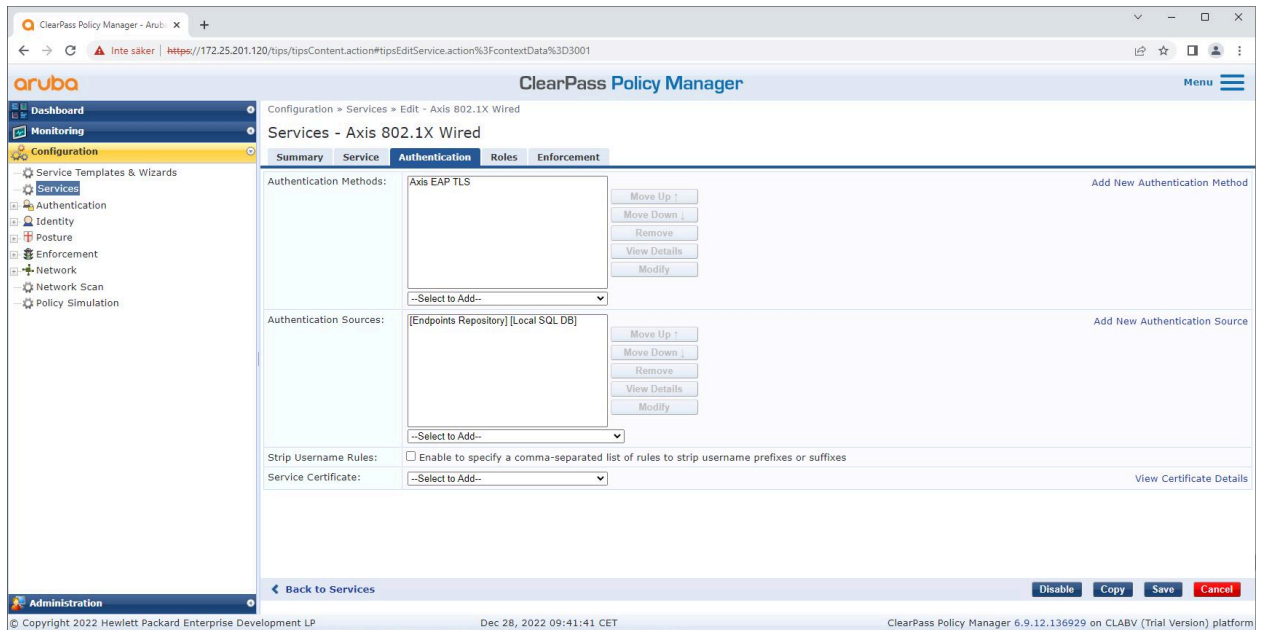 ClearPass Policy Manager - Arub
Inte säker | https://172.25.201.120/tips/tipsContent.action#tipsEditService.action%3FcontextData%3D3001
aruba
ClearPass Policy Manager
Menu
Dashboard
Monitoring
Configuration
Service Templates & Wizards
Services
Authentication
Identity
Posture
Enforcement
Network
Network Scan
Policy Simulation
Administration
Configuration » Services » Edit - Axis 802.1X Wired
Services - Axis 802.1X Wired
Summary Service Authentication Roles Enforcement
Authentication Methods:
Axis EAP TLS
Move Up ↑
Move Down ↓
Remove
View Details
Modify
--Select to Add--
Add New Authentication Method
Authentication Sources:
[Endpoints Repository] [Local SQL DB]
Move Up ↑
Move Down ↓
Remove
View Details
Modify
--Select to Add--
Add New Authentication Source
Strip Username Rules:
Enable to specify a comma-separated list of rules to strip username prefixes or suffixes
Service Certificate:
--Select to Add--
View Certificate Details
Back to Services
Disable Copy Save Cancel
© Copyright 2022 Hewlett Packard Enterprise Development LP
Dec 28, 2022 09:41:41 CET
ClearPass Policy Manager 6.9.12.136929 on CLABV (Trial Version) platform